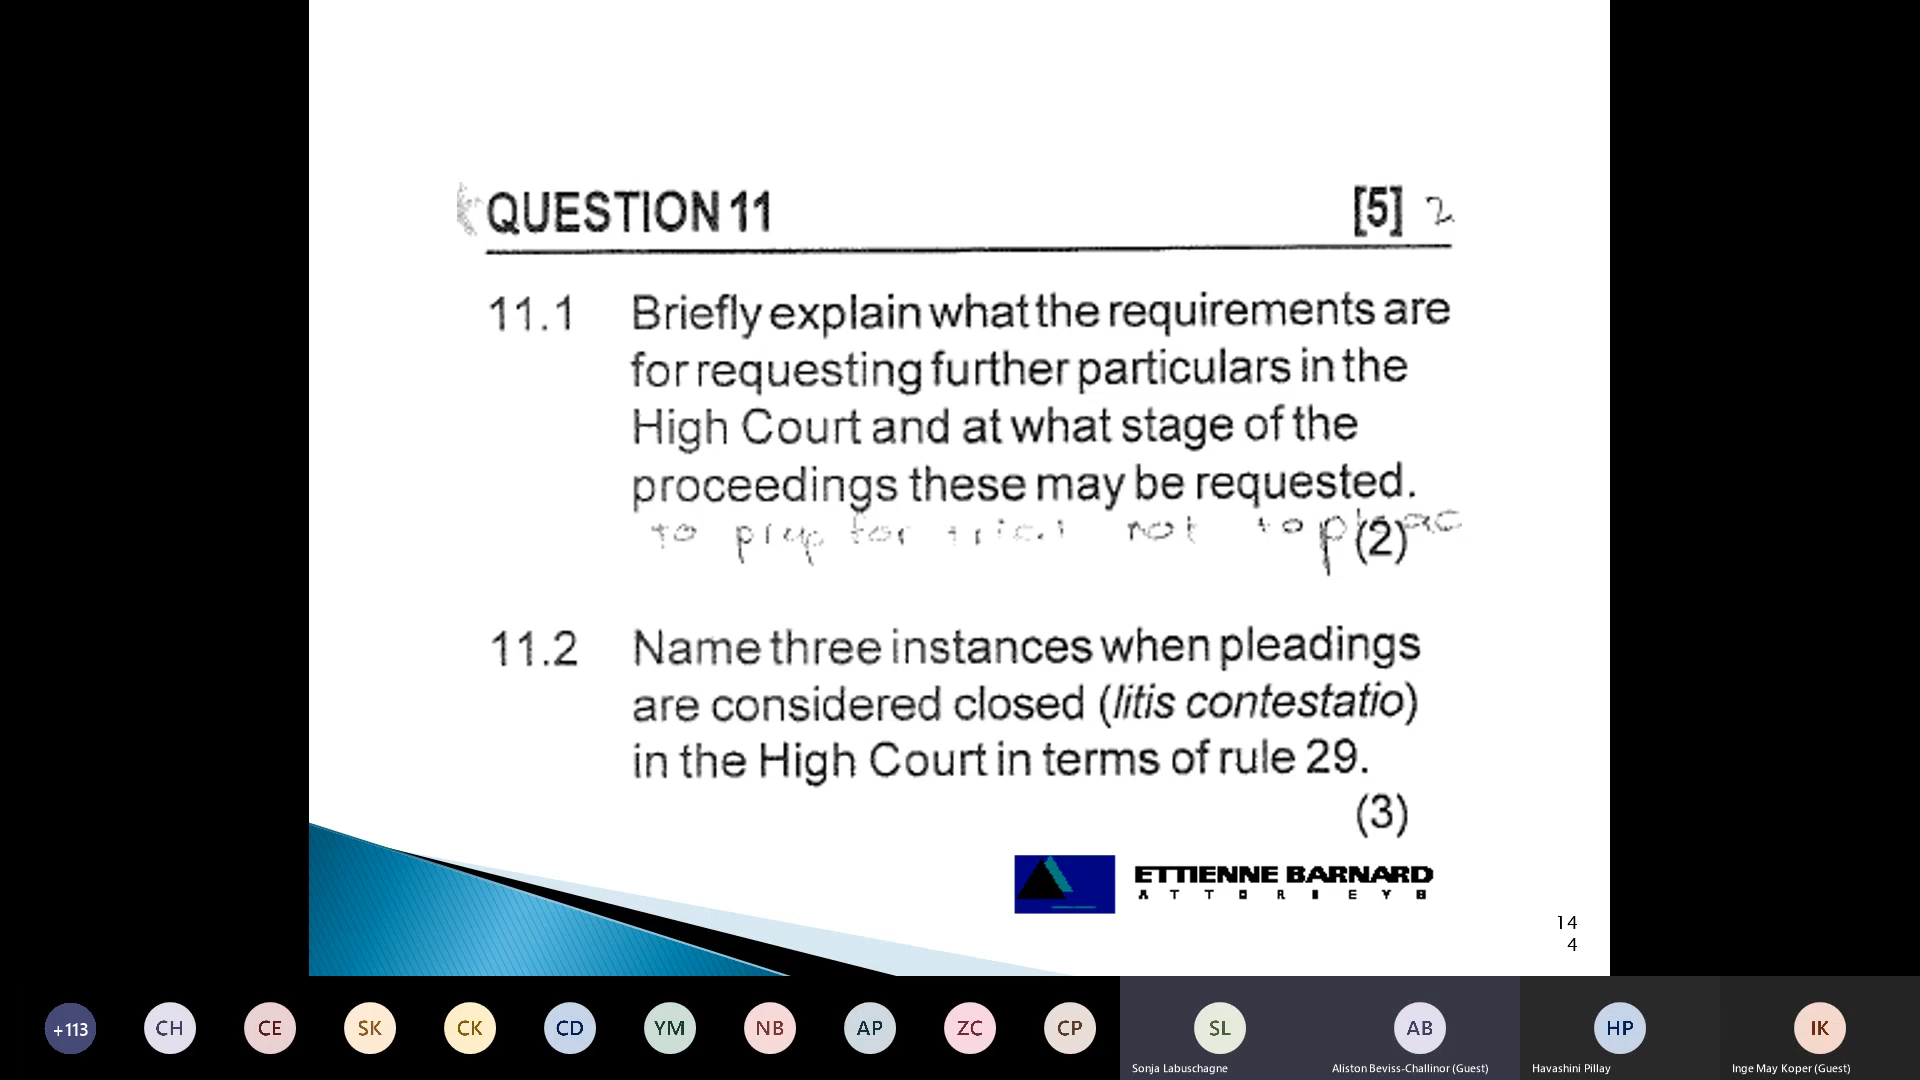 QUESTION 11 [5] 2
11.1 Briefly explain what the requirements are
for requesting further particulars in the
High Court and at what stage of the
proceedings these may be requested.
to prep for trial not to
(2)
11.2 Name three instances when pleadings
are considered closed (litis contestatio)
in the High Court in terms of rule 29.
(3)
ETTIENNE BARNARD
ATTORNEYS
14
4
+113 CH CE SK CK CD YM NB AP ZC CP SL AB HP IK
Sonja Labuschagne Aliston Beviss-Challinor (Guest) Havashini Pillay Inge May Koper (Guest)